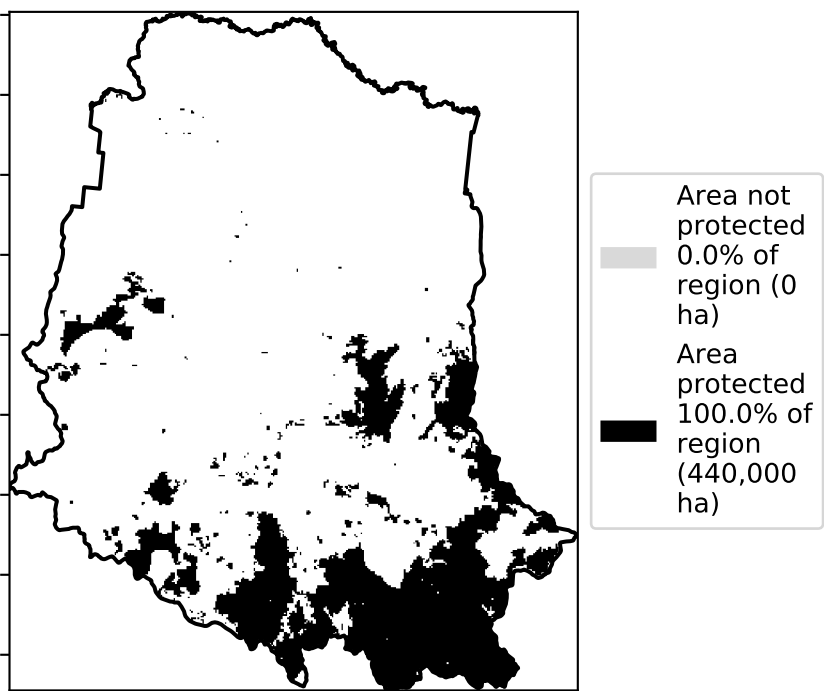 Area not
protected
0.0% of
region (0
ha)
Area
protected
100.0% of
region
(440,000
ha)